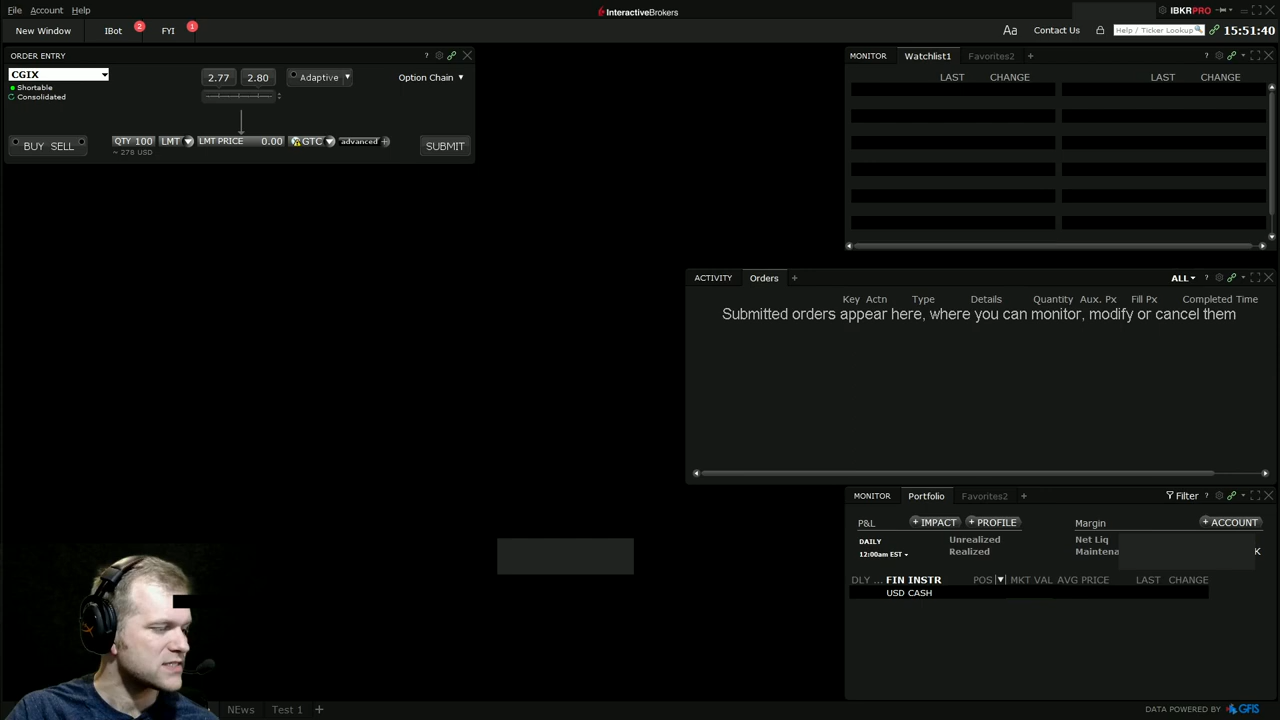 File Account Help
InteractiveBrokers
IBKRPRO
New Window IBot 2 FYI 1
Aa Contact Us Help / Ticker Lookup 15:51:40
ORDER ENTRY ?
CGIX 2.77 2.80 Adaptive Option Chain
Shortable
Consolidated
BUY SELL QTY 100 LMT LMT PRICE 0.00 GTC advanced + SUBMIT
~ 278 USD
MONITOR Watchlist1 Favorites2 + ?
LAST CHANGE LAST CHANGE
ACTIVITY Orders + ALL ?
Key Actn Type Details Quantity Aux. Px Fill Px Completed Time
Submitted orders appear here, where you can monitor, modify or cancel them
MONITOR Portfolio Favorites2 + Filter ?
P&L + IMPACT + PROFILE Margin + ACCOUNT
DAILY Unrealized Net Liq
12:00am EST Realized Maintena K
DLY ... FIN INSTR POS MKT VAL AVG PRICE LAST CHANGE
USD CASH
NEws Test 1 +
DATA POWERED BY GFIS